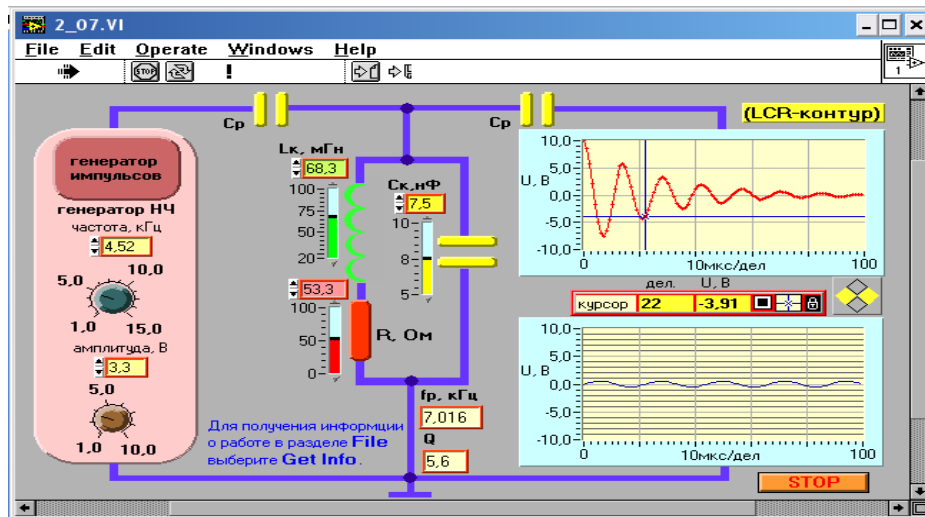 2_07.VI
File Edit Operate Windows Help
STOP
1
Cp
Cp
(LCR-контур)
генератор
импульсов
генератор НЧ
частота, кГц
4,52
5,0 10,0
1,0 15,0
амплитуда, В
3,3
5,0
1,0 10,0
Lк, мГн
68,3
100
75
50
20
53,3
100
50
0
R, Ом
Ск,нФ
7,5
10
8
5
fp, кГц
7,016
Q
5,6
Для получения информции
о работе в разделе File
выберите Get Info.
10,0
5,0
U, В
0,0
-5,0
-10,0
0 10мкс/дел 100
дел. U, В
курсор 22 -3,91
10,0
5,0
U, В
0,0
-5,0
-10,0
0 10мкс/дел 100
STOP